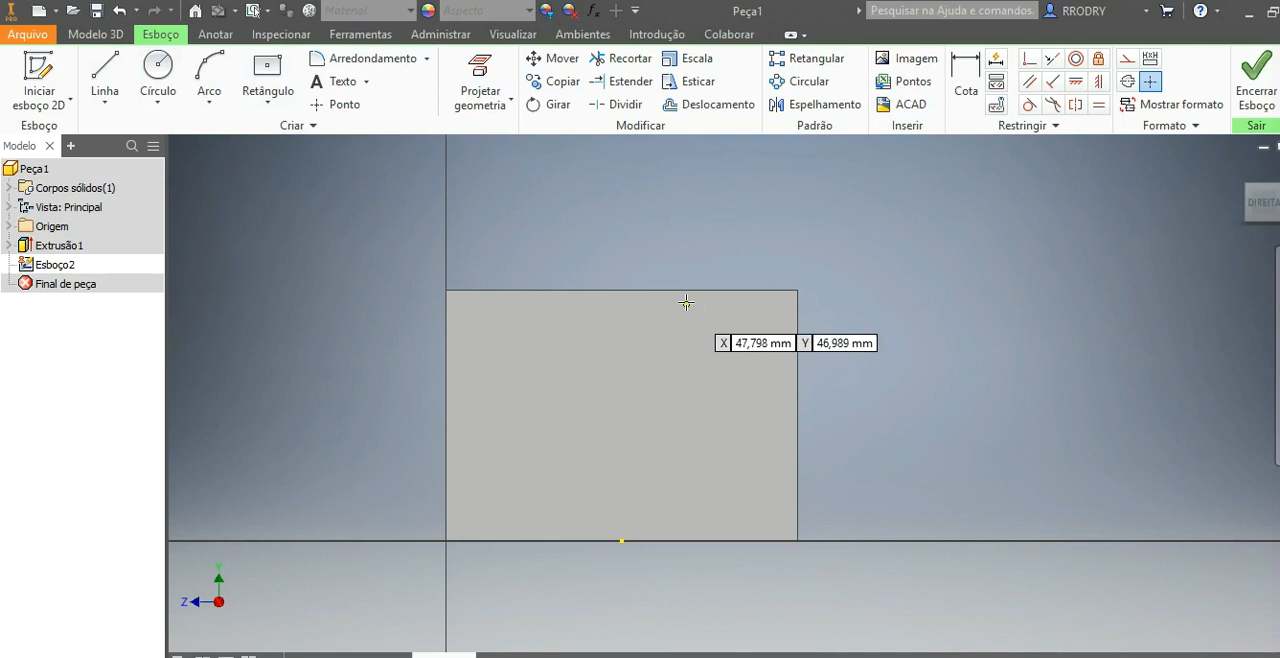 PRO Material Aspecto fx Peça1 Pesquisar na Ajuda e comandos. RRODRY
Arquivo Modelo 3D Esboço Anotar Inspecionar Ferramentas Administrar Visualizar Ambientes Introdução Colaborar
Iniciar
esboço 2D
Linha
Círculo
Arco
Retângulo
Arredondamento
Texto
Ponto
Projetar
geometria
Mover Recortar Escala
Copiar Estender Esticar
Girar Dividir Deslocamento
Retangular
Circular
Espelhamento
Imagem
Pontos
ACAD
Cota
Mostrar formato
Encerrar
Esboço
Esboço Criar Modificar Padrão Inserir Restringir Formato Sair
Modelo
Peça1
Corpos sólidos(1)
Vista: Principal
Origem
Extrusão1
Esboço2
Final de peça
DIREITA
X 47,798 mm Y 46,989 mm
Y
Z